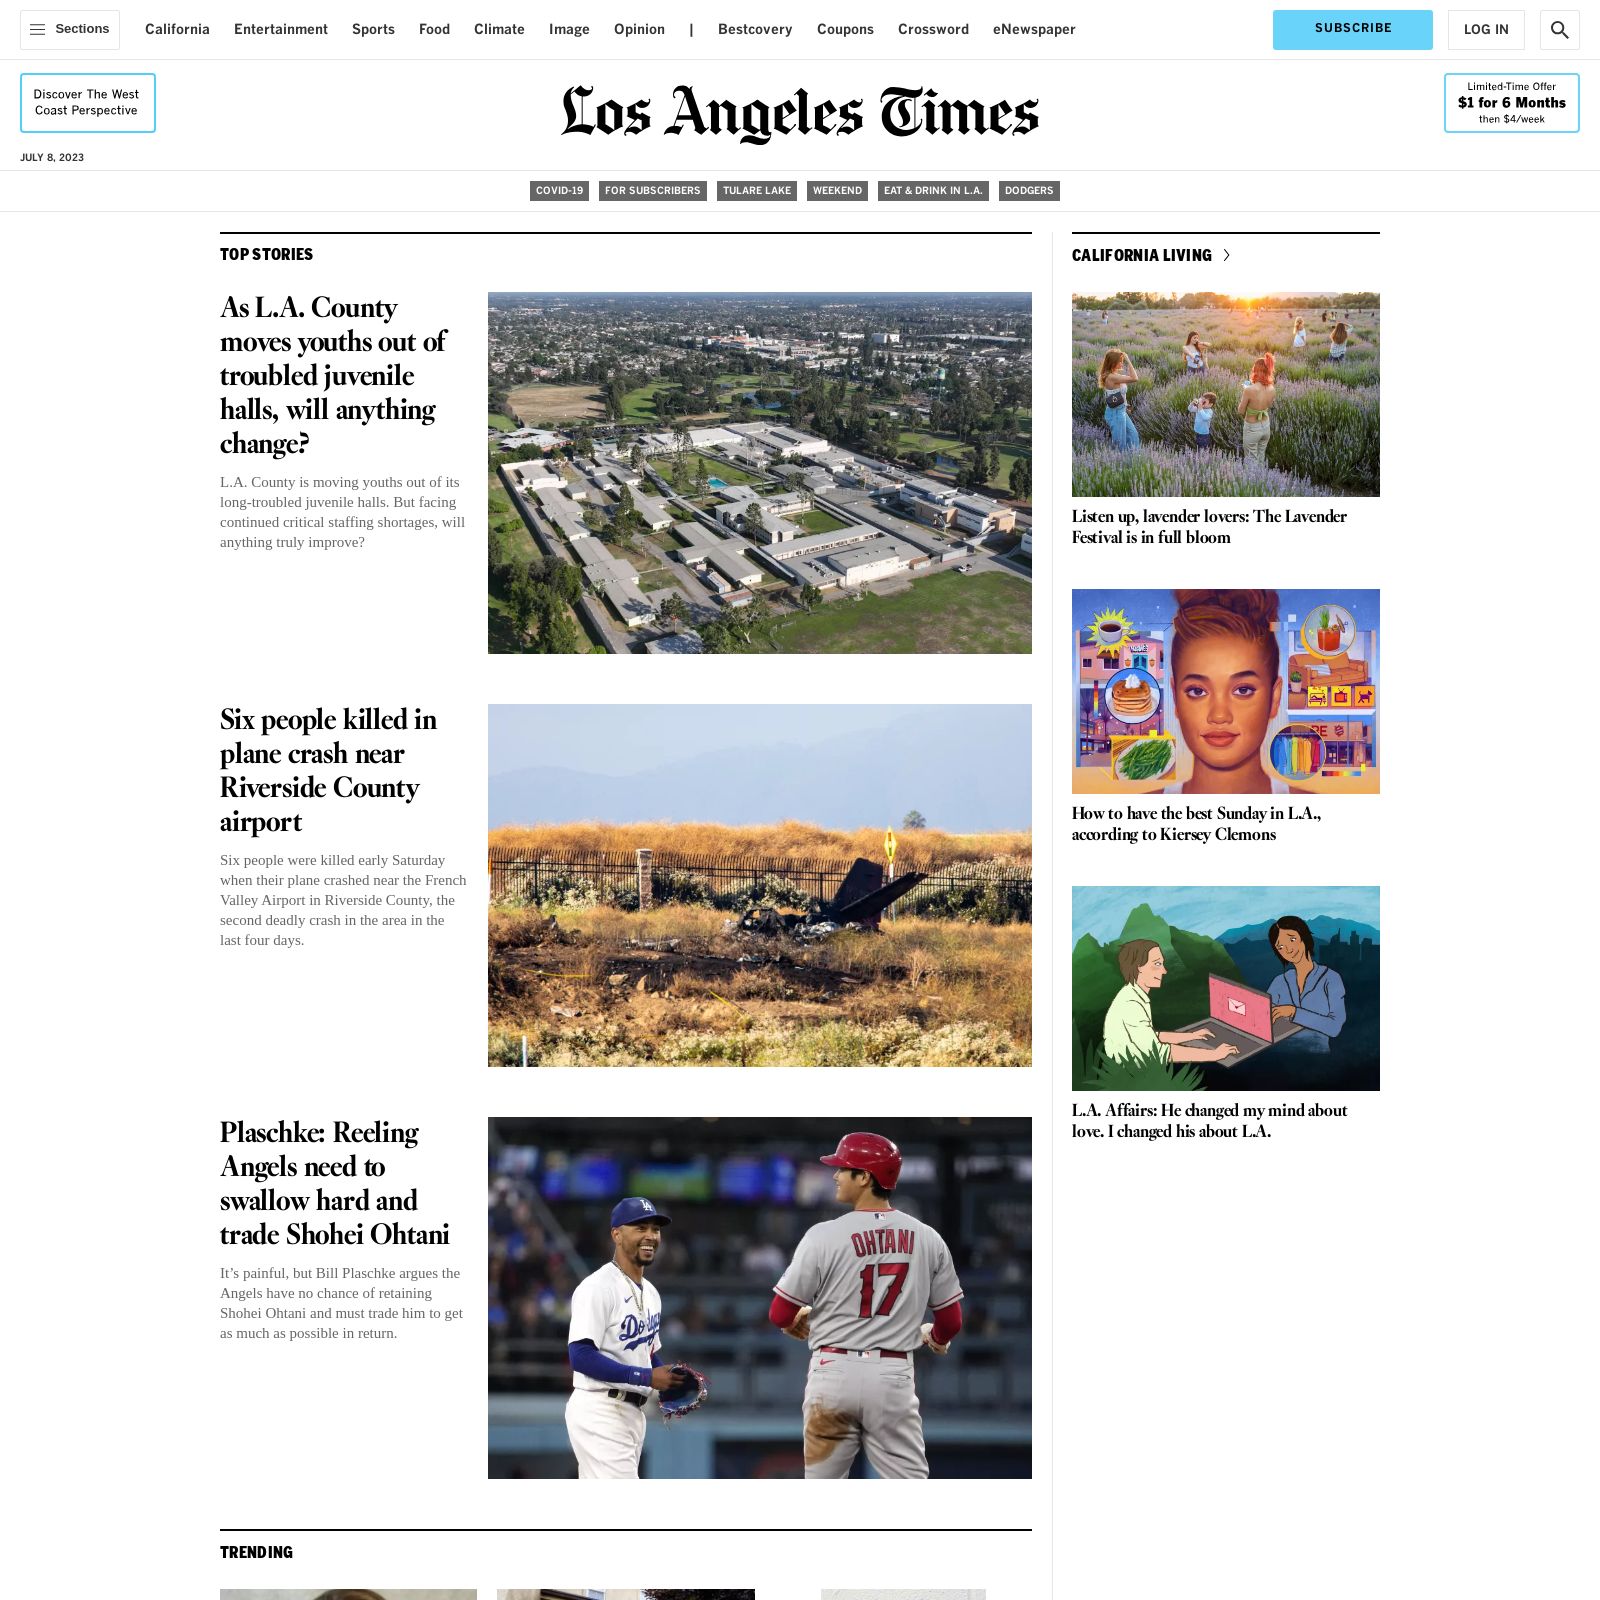 Sections
California
Entertainment
Sports
Food
Climate
Image
Opinion
|
Bestcovery
Coupons
Crossword
eNewspaper
SUBSCRIBE
LOG IN
Discover The West
Coast Perspective
Los Angeles Times
Limited-Time Offer
$1 for 6 Months
then $4/week
JULY 8, 2023
COVID-19
FOR SUBSCRIBERS
TULARE LAKE
WEEKEND
EAT & DRINK IN L.A.
DODGERS
TOP STORIES
As L.A. County
moves youths out of
troubled juvenile
halls, will anything
change?
L.A. County is moving youths out of its
long-troubled juvenile halls. But facing
continued critical staffing shortages, will
anything truly improve?
Six people killed in
plane crash near
Riverside County
airport
Six people were killed early Saturday
when their plane crashed near the French
Valley Airport in Riverside County, the
second deadly crash in the area in the
last four days.
Plaschke: Reeling
Angels need to
swallow hard and
trade Shohei Ohtani
It’s painful, but Bill Plaschke argues the
Angels have no chance of retaining
Shohei Ohtani and must trade him to get
as much as possible in return.
LA
Dodgers
OHTANI
17
TRENDING
CALIFORNIA LIVING
Listen up, lavender lovers: The Lavender
Festival is in full bloom
How to have the best Sunday in L.A.,
according to Kiersey Clemons
L.A. Affairs: He changed my mind about
love. I changed his about L.A.